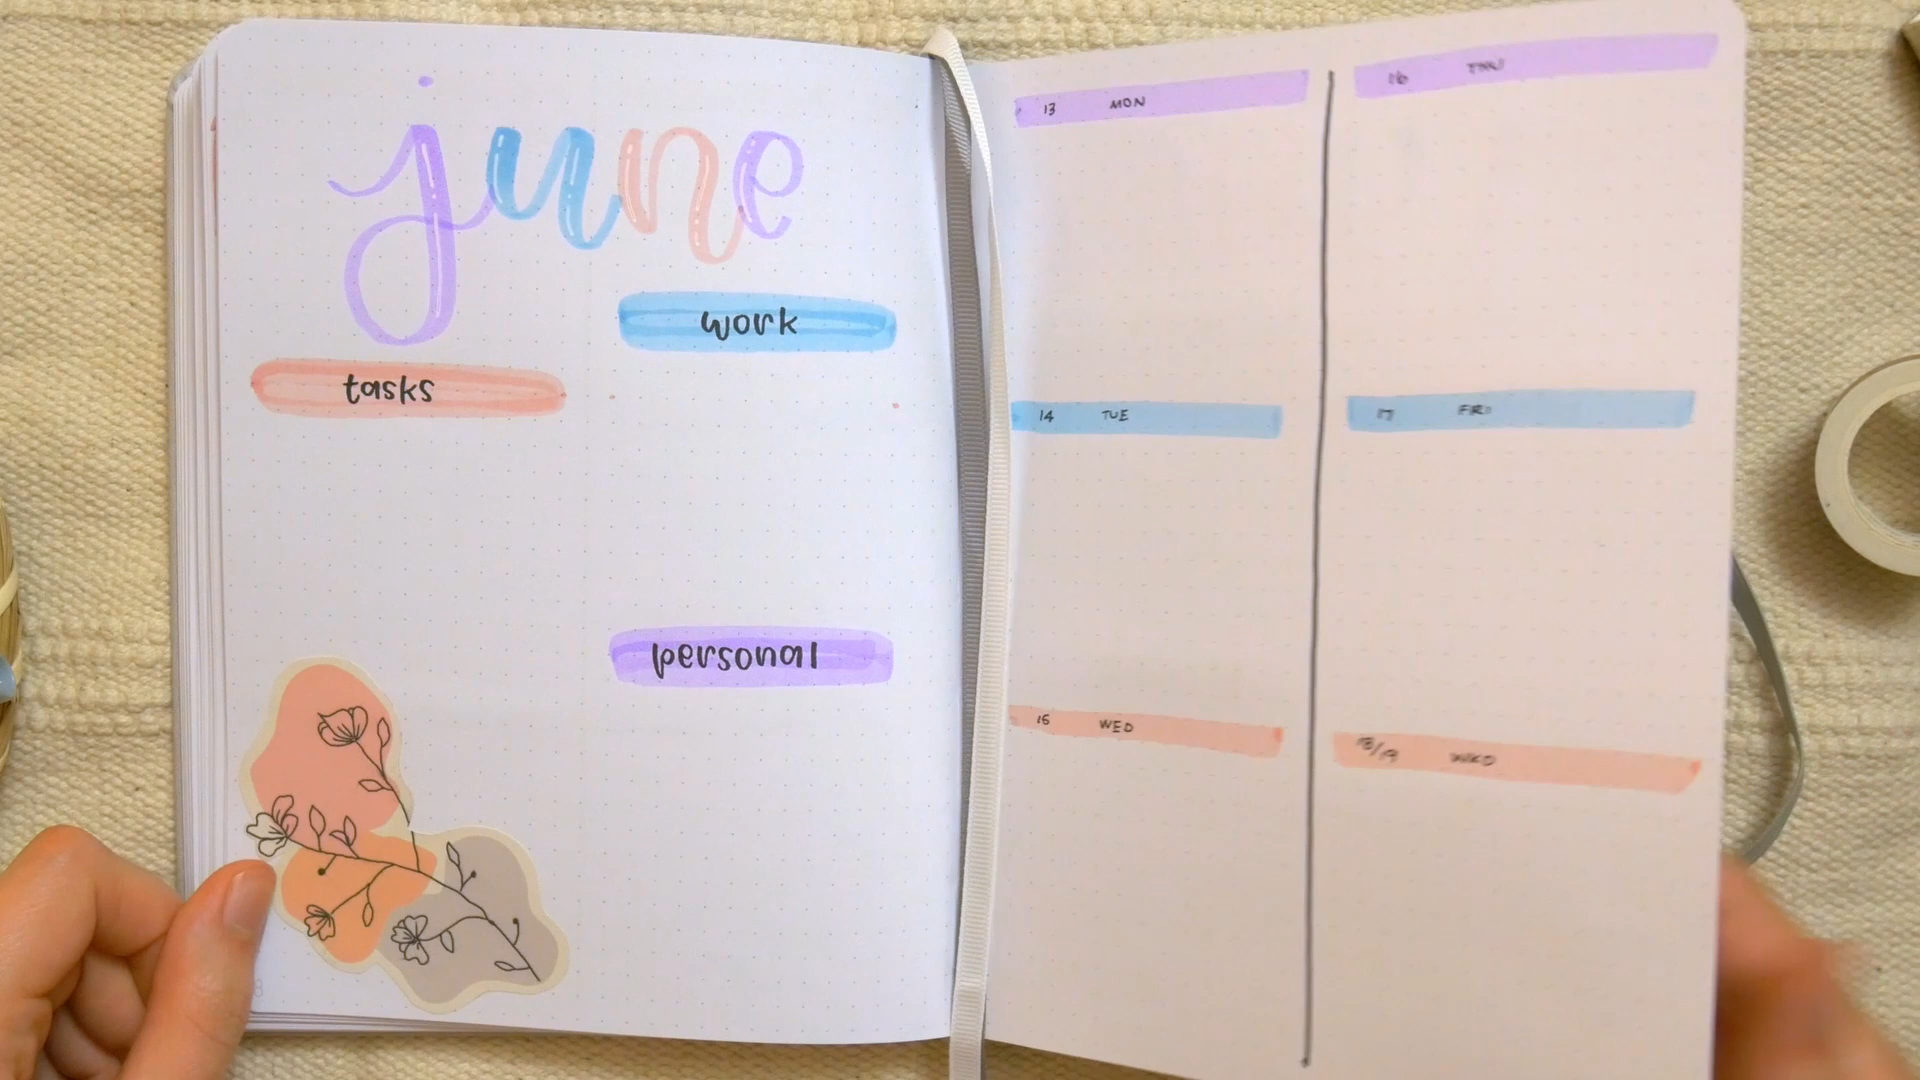 june
work
tasks
personal
13 MON
14 TUE
15 WED
16 THU
17 FRI
18/19 WKD